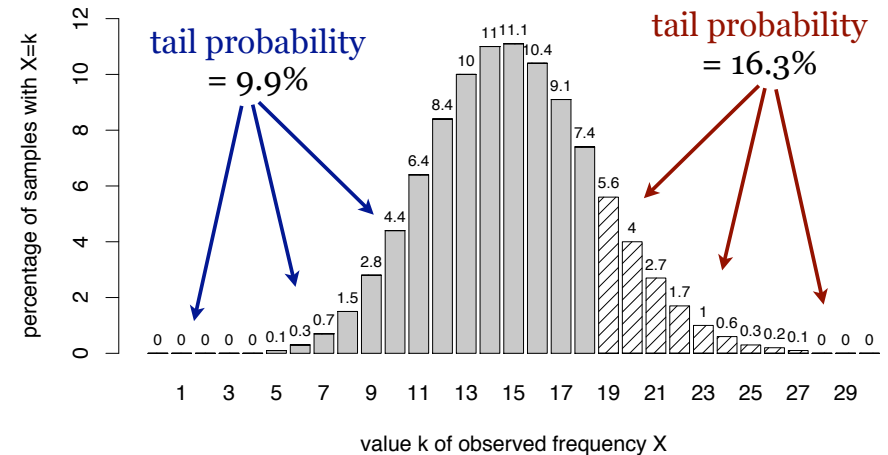 tail probability
= 9.9%
tail probability
= 16.3%
percentage of samples with X=k
12
10
8
6
4
2
0
0 0 0 0 0 0.1 0.3 0.7 1.5 2.8 4.4 6.4 8.4 10 11 11.1 10.4 9.1 7.4 5.6 4 2.7 1.7 1 0.6 0.3 0.2 0.1 0 0 0
1 3 5 7 9 11 13 15 17 19 21 23 25 27 29
value k of observed frequency X